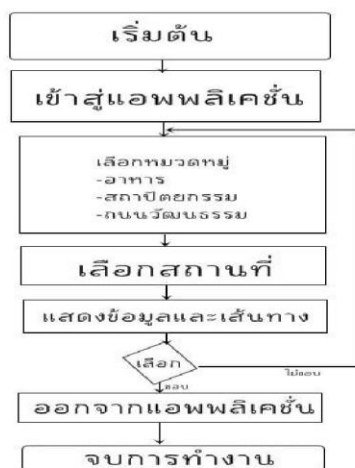 เริ่มต้น
เข้าสู่แอพพลิเคชั่น
เลือกหมวดหมู่
-อาหาร
-สถาปัตยกรรม
-ถนนวัฒนธรรม
เลือกสถานที่
แสดงข้อมูลและเส้นทาง
เลือก
ไม่ชอบ
ชอบ
ออกจากแอพพลิเคชั่น
จบการทำงาน